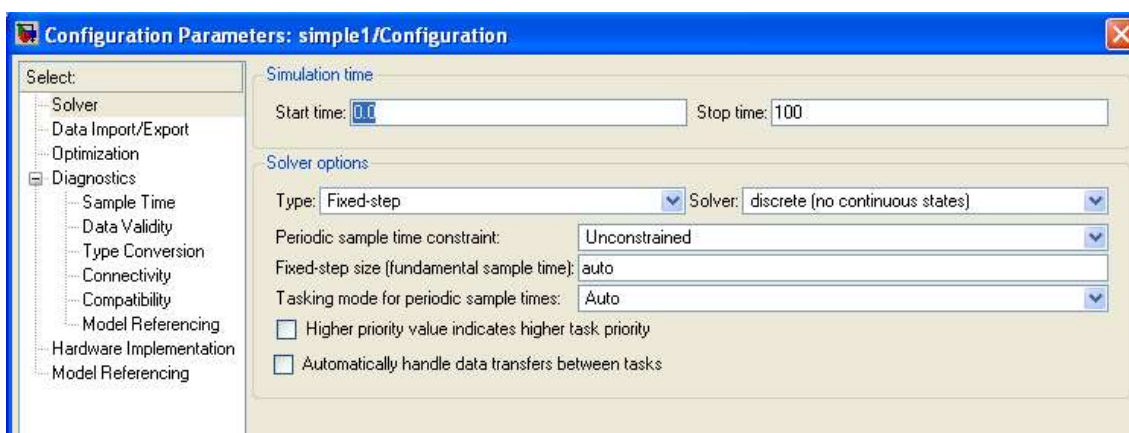 Configuration Parameters: simple1/Configuration
Select:
Solver
Data Import/Export
Optimization
Diagnostics
Sample Time
Data Validity
Type Conversion
Connectivity
Compatibility
Model Referencing
Hardware Implementation
Model Referencing
Simulation time
Start time: 0.0 Stop time: 100
Solver options
Type: Fixed-step Solver: discrete (no continuous states)
Periodic sample time constraint: Unconstrained
Fixed-step size (fundamental sample time): auto
Tasking mode for periodic sample times: Auto
Higher priority value indicates higher task priority
Automatically handle data transfers between tasks